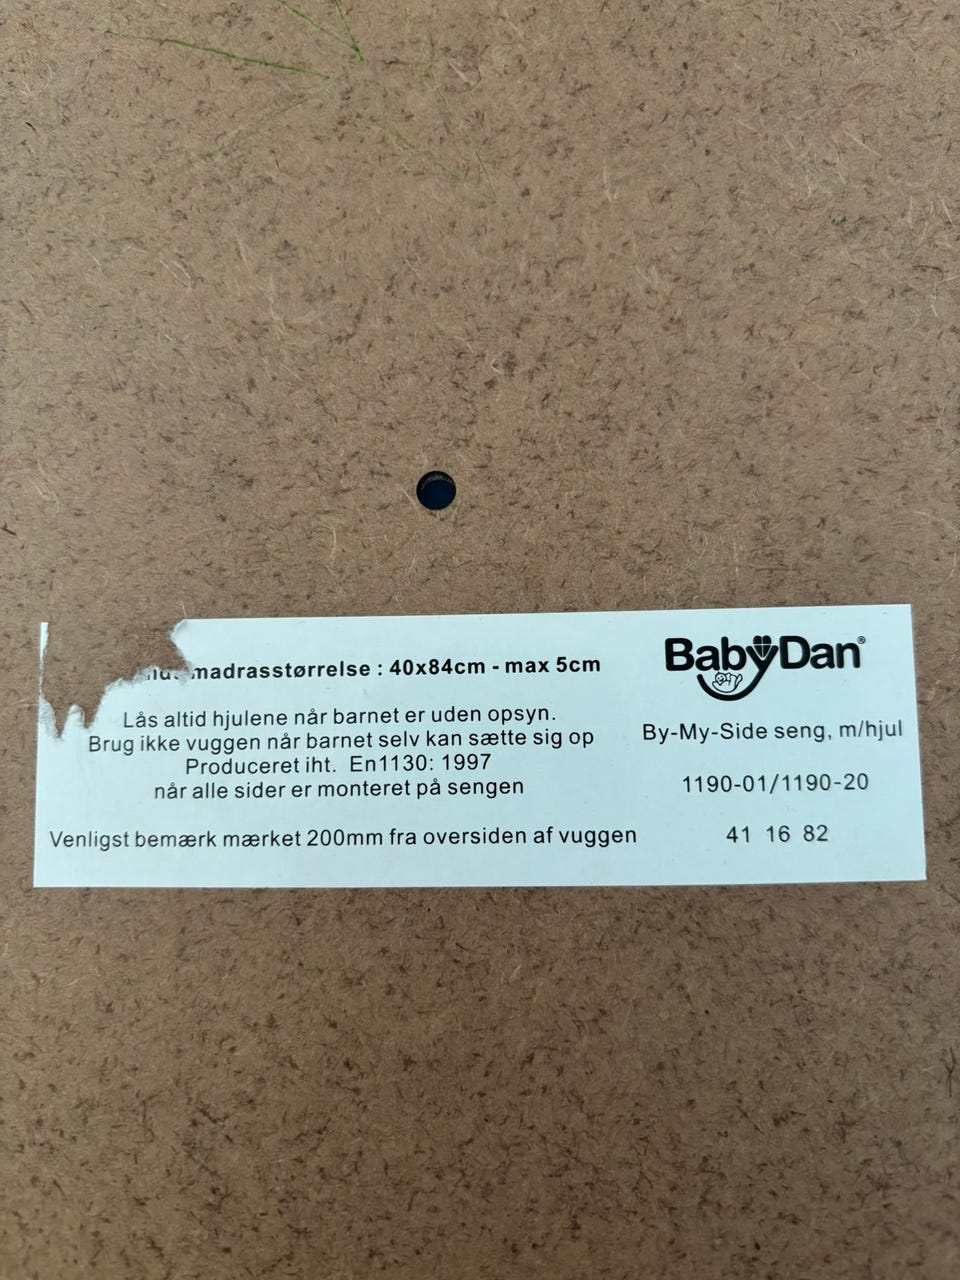 madrasstørrelse : 40x84cm - max 5cm
Lås altid hjulene når barnet er uden opsyn.
Brug ikke vuggen når barnet selv kan sætte sig op
Produceret iht. En1130: 1997
når alle sider er monteret på sengen
Venligst bemærk mærket 200mm fra oversiden af vuggen
BabyDan®
By-My-Side seng, m/hjul
1190-01/1190-20
41 16 82